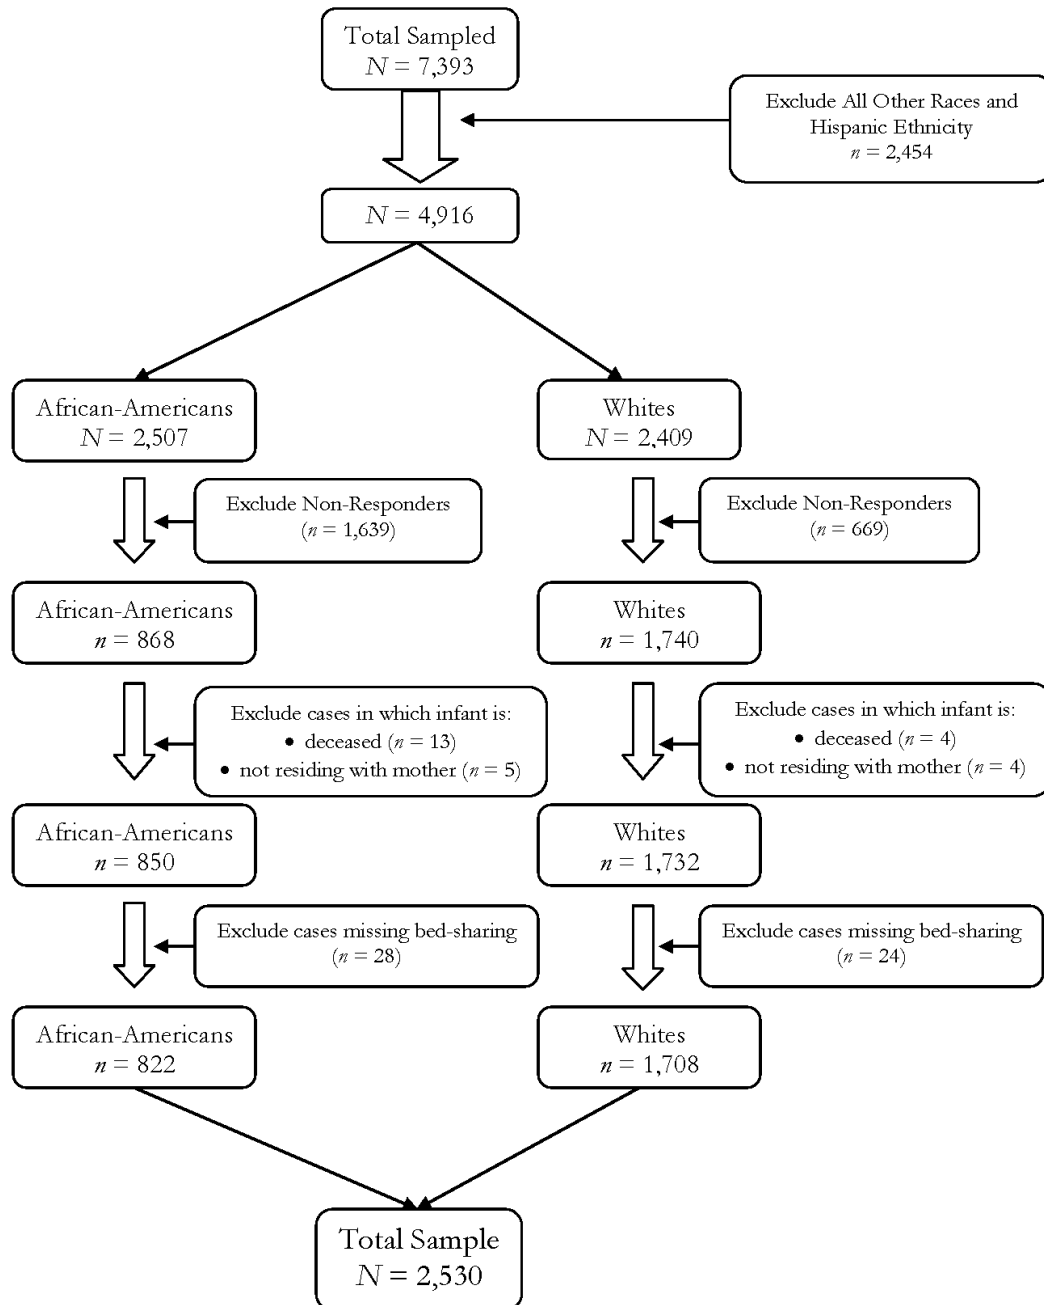 Total Sampled
N = 7,393
Exclude All Other Races and
Hispanic Ethnicity
n = 2,454
N = 4,916
African-Americans
N = 2,507
Whites
N = 2,409
Exclude Non-Responders
(n = 1,639)
Exclude Non-Responders
(n = 669)
African-Americans
n = 868
Whites
n = 1,740
Exclude cases in which infant is:
• deceased (n = 13)
• not residing with mother (n = 5)
Exclude cases in which infant is:
• deceased (n = 4)
• not residing with mother (n = 4)
African-Americans
n = 850
Whites
n = 1,732
Exclude cases missing bed-sharing
(n = 28)
Exclude cases missing bed-sharing
(n = 24)
African-Americans
n = 822
Whites
n = 1,708
Total Sample
N = 2,530